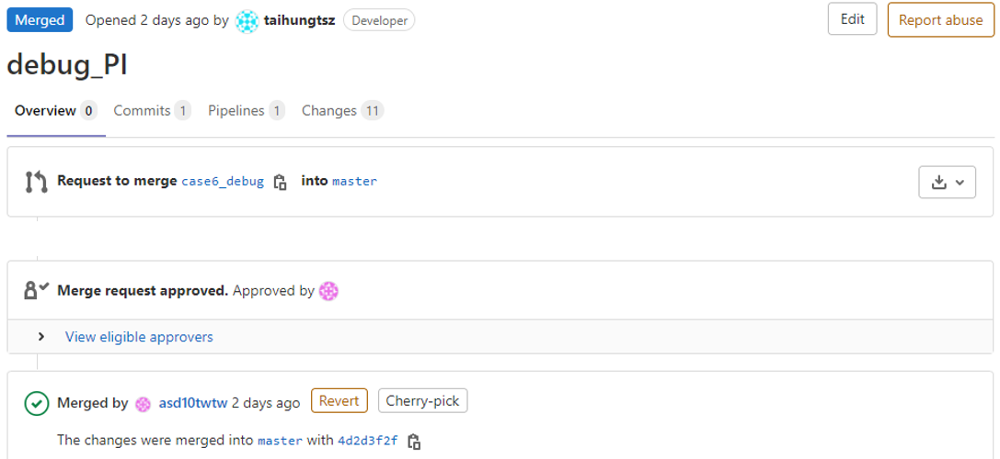 Merged Opened 2 days ago by taihungtsz Developer Edit Report abuse
debug_PI
Overview 0 Commits 1 Pipelines 1 Changes 11
Request to merge case6_debug into master
Merge request approved. Approved by
View eligible approvers
Merged by asd10twtw 2 days ago Revert Cherry-pick
The changes were merged into master with 4d2d3f2f